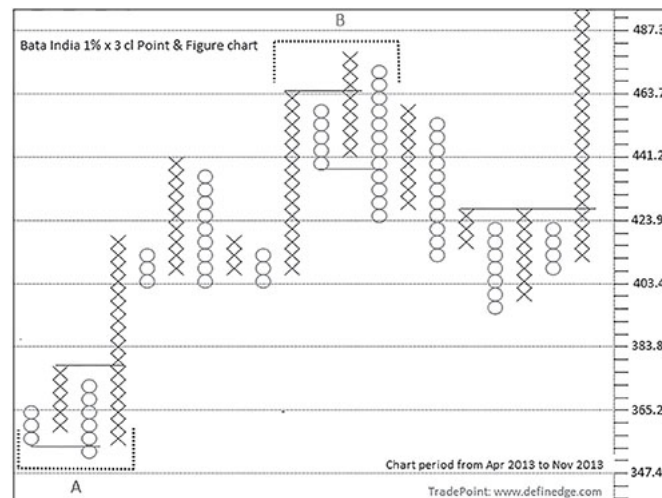 B
487.3
Bata India 1% x 3 cl Point & Figure chart
463.7
441.2
423.9
403.4
383.8
365.2
Chart period from Apr 2013 to Nov 2013
347.4
A
TradePoint: www.definedge.com